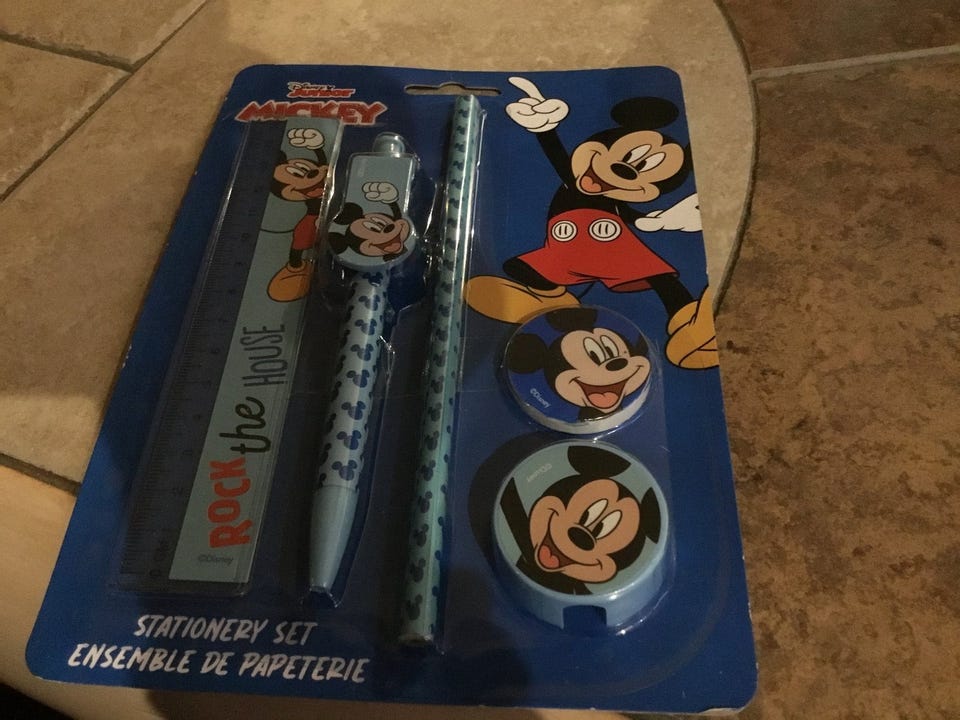 Disney
Junior
MICKEY
ROCK the HOUSE
©Disney
©Disney
©Disney
STATIONERY SET
ENSEMBLE DE PAPETERIE